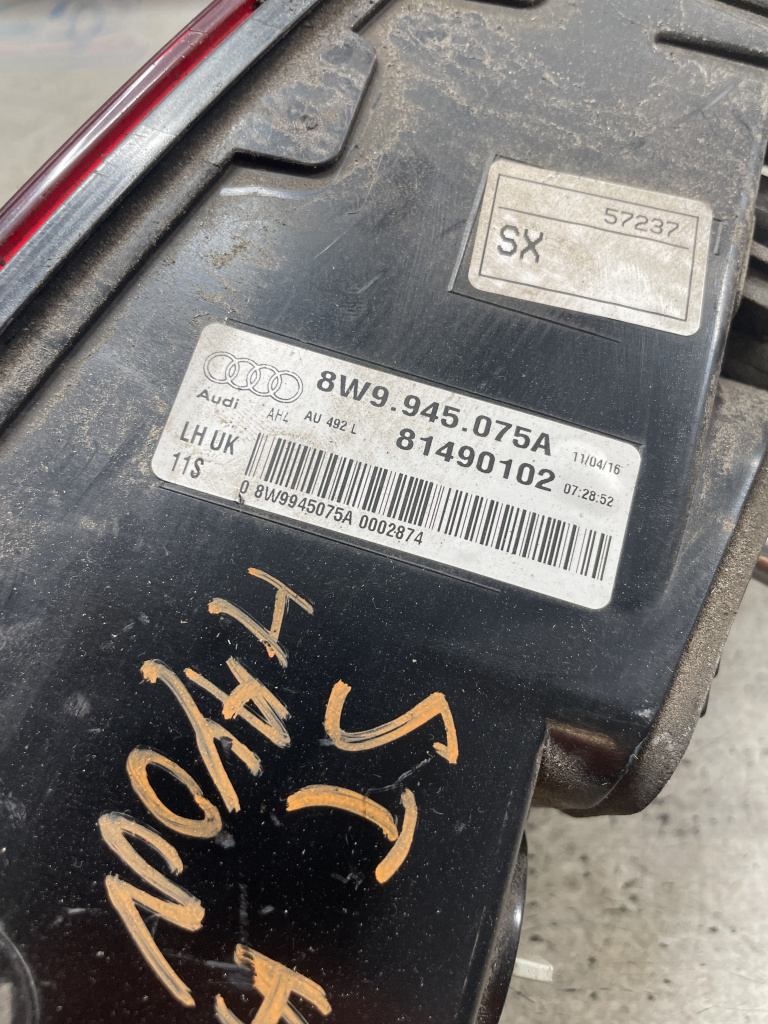 57237
SX
8W9.945.075A
Audi
AHL AU 492 L 81490102
11/04/16
07:28:52
LH UK
11S
0 8W9945075A 0002874